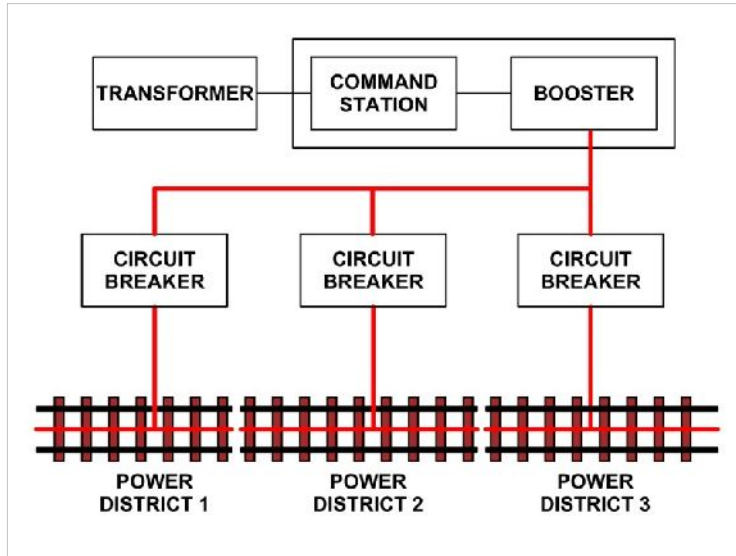 TRANSFORMER
COMMAND
STATION
BOOSTER
CIRCUIT
BREAKER
CIRCUIT
BREAKER
CIRCUIT
BREAKER
POWER
DISTRICT 1
POWER
DISTRICT 2
POWER
DISTRICT 3